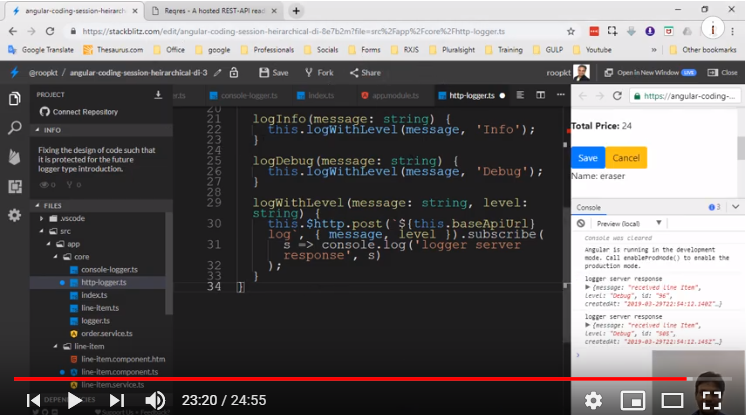 angular-coding-session-heirarchi
Reqres - A hosted REST-API read
https://stackblitz.com/edit/angular-coding-session-heirarchical-di-8e7b2m?file=src%2Fapp%2Fcore%2Fhttp-logger.ts
Google Translate Thesaurus.com Office google Professionals Socials Forms RXJS Pluralsight Training GULP Youtube » Other bookmarks
@roopkt / angular-coding-session-heirarchical-di-3 Save Fork Share roopkt Open in New Window LIVE Close
PROJECT
Connect Repository
INFO
Fixing the design of code such that
it is protected for the future
logger type introduction.
0 0
FILES
.vscode
src
app
core
console-logger.ts
http-logger.ts
index.ts
line-item.ts
logger.ts
order.service.ts
line-item
line-item.component.htm
line-item.component.ts
line-item.service.ts
DEPENDENCIES
er.ts console-logger.ts index.ts app.module.ts http-logger.ts
20
21 logInfo(message: string) {
22 this.logWithLevel(message, 'Info');
23 }
24
25 logDebug(message: string) {
26 this.logWithLevel(message, 'Debug');
27 }
28
29 logWithLevel(message: string, level:
string) {
30 this.$http.post(`${this.baseApiUrl}
log`, { message, level }).subscribe(
31 s => console.log('logger server
response', s)
32 );
33 }
34 }
https://angular-coding-
Total Price: 24
Save Cancel
Name: eraser
Console 3
Preview (local)
Console was cleared
Angular is running in the development
mode. Call enableProdMode() to enable the
production mode.
logger server response
{message: "received line Item",
level: "Debug", id: "96",
createdAt: "2019-03-29T22:54:12.140Z"…}
logger server response
{message: "received line Item",
level: "Debug", id: "568",
23:20 / 24:55